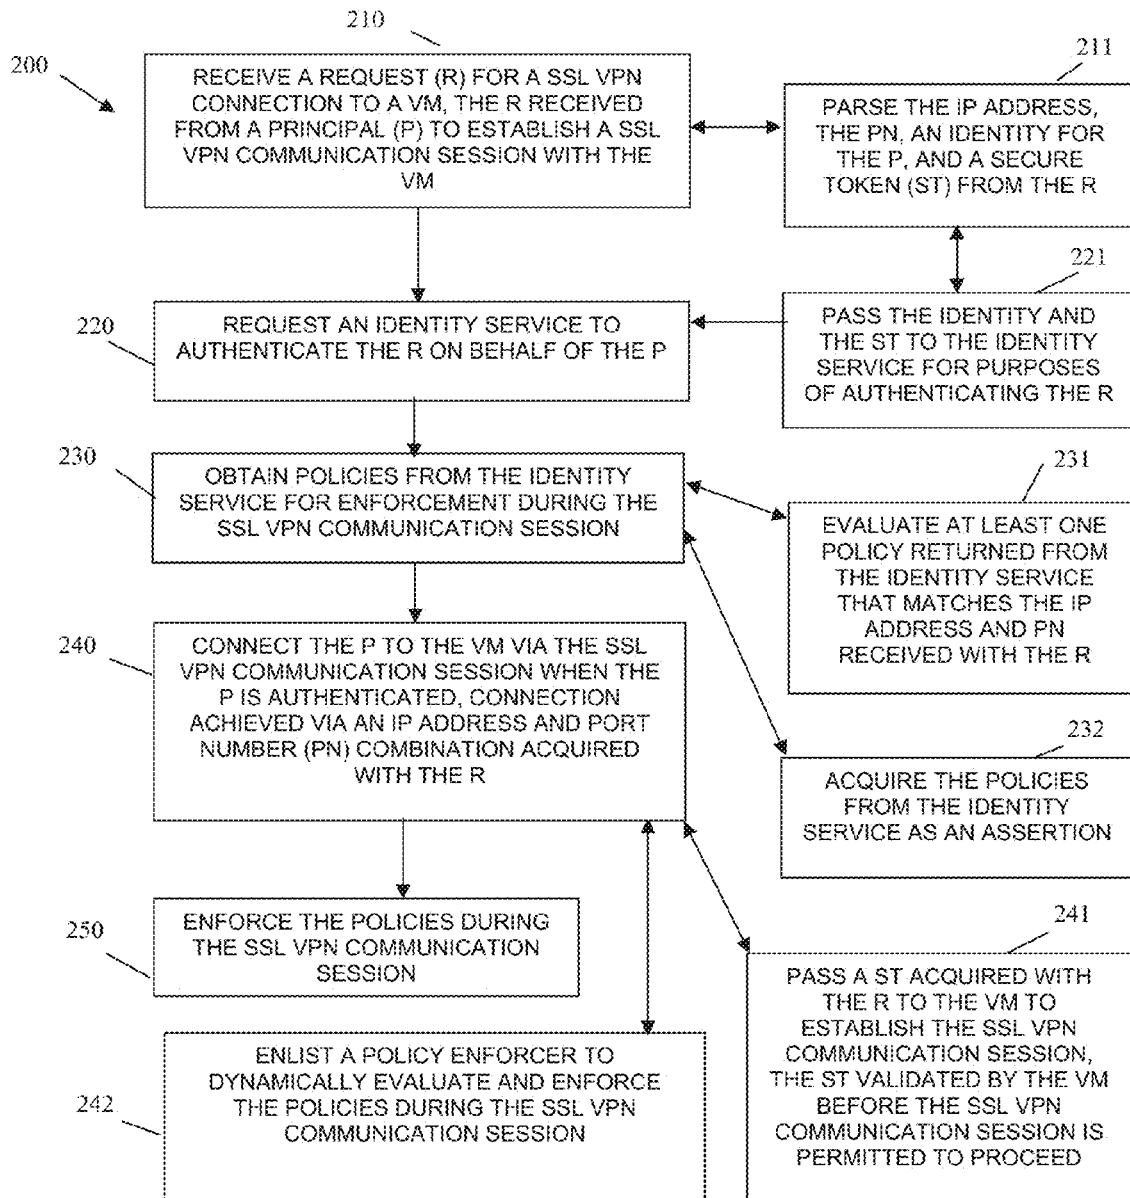 210
200
RECEIVE A REQUEST (R) FOR A SSL VPN
CONNECTION TO A VM, THE R RECEIVED
FROM A PRINCIPAL (P) TO ESTABLISH A SSL
VPN COMMUNICATION SESSION WITH THE
VM
211
PARSE THE IP ADDRESS,
THE PN, AN IDENTITY FOR
THE P, AND A SECURE
TOKEN (ST) FROM THE R
220
REQUEST AN IDENTITY SERVICE TO
AUTHENTICATE THE R ON BEHALF OF THE P
221
PASS THE IDENTITY AND
THE ST TO THE IDENTITY
SERVICE FOR PURPOSES
OF AUTHENTICATING THE R
230
OBTAIN POLICIES FROM THE IDENTITY
SERVICE FOR ENFORCEMENT DURING THE
SSL VPN COMMUNICATION SESSION
231
EVALUATE AT LEAST ONE
POLICY RETURNED FROM
THE IDENTITY SERVICE
THAT MATCHES THE IP
ADDRESS AND PN
RECEIVED WITH THE R
240
CONNECT THE P TO THE VM VIA THE SSL
VPN COMMUNICATION SESSION WHEN THE
P IS AUTHENTICATED, CONNECTION
ACHIEVED VIA AN IP ADDRESS AND PORT
NUMBER (PN) COMBINATION ACQUIRED
WITH THE R
232
ACQUIRE THE POLICIES
FROM THE IDENTITY
SERVICE AS AN ASSERTION
250
ENFORCE THE POLICIES DURING
THE SSL VPN COMMUNICATION
SESSION
241
PASS A ST ACQUIRED WITH
THE R TO THE VM TO
ESTABLISH THE SSL VPN
COMMUNICATION SESSION,
THE ST VALIDATED BY THE VM
BEFORE THE SSL VPN
COMMUNICATION SESSION IS
PERMITTED TO PROCEED
242
ENLIST A POLICY ENFORCER TO
DYNAMICALLY EVALUATE AND ENFORCE
THE POLICIES DURING THE SSL VPN
COMMUNICATION SESSION